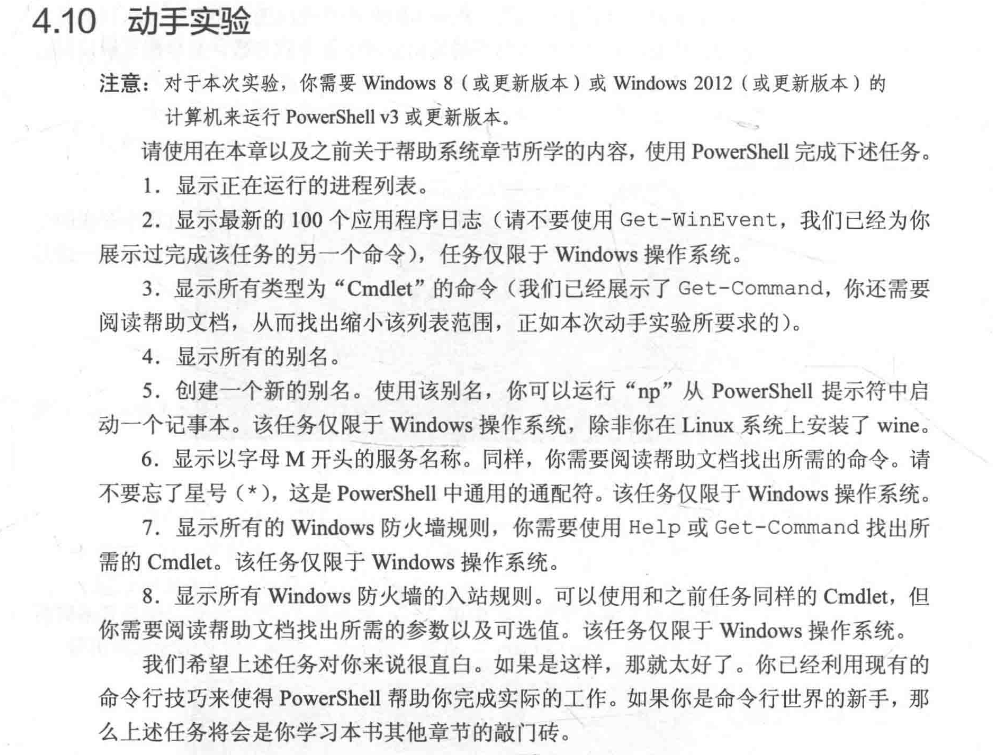 4.10 动手实验
注意：对于本次实验，你需要 Windows 8（或更新版本）或 Windows 2012（或更新版本）的
计算机来运行 PowerShell v3 或更新版本。
请使用在本章以及之前关于帮助系统章节所学的内容，使用 PowerShell 完成下述任务。
1．显示正在运行的进程列表。
2．显示最新的 100 个应用程序日志（请不要使用 Get-WinEvent，我们已经为你
展示过完成该任务的另一个命令），任务仅限于 Windows 操作系统。
3．显示所有类型为“Cmdlet”的命令（我们已经展示了 Get-Command，你还需要
阅读帮助文档，从而找出缩小该列表范围，正如本次动手实验所要求的）。
4．显示所有的别名。
5．创建一个新的别名。使用该别名，你可以运行“np”从 PowerShell 提示符中启
动一个记事本。该任务仅限于 Windows 操作系统，除非你在 Linux 系统上安装了 wine。
6．显示以字母 M 开头的服务名称。同样，你需要阅读帮助文档找出所需的命令。请
不要忘了星号（*），这是 PowerShell 中通用的通配符。该任务仅限于 Windows 操作系统。
7．显示所有的 Windows 防火墙规则，你需要使用 Help 或 Get-Command 找出所
需的 Cmdlet。该任务仅限于 Windows 操作系统。
8．显示所有 Windows 防火墙的入站规则。可以使用和之前任务同样的 Cmdlet，但
你需要阅读帮助文档找出所需的参数以及可选值。该任务仅限于 Windows 操作系统。
我们希望上述任务对你来说很直白。如果是这样，那就太好了。你已经利用现有的
命令行技巧来使得 PowerShell 帮助你完成实际的工作。如果你是命令行世界的新手，那
么上述任务将会是你学习本书其他章节的敲门砖。